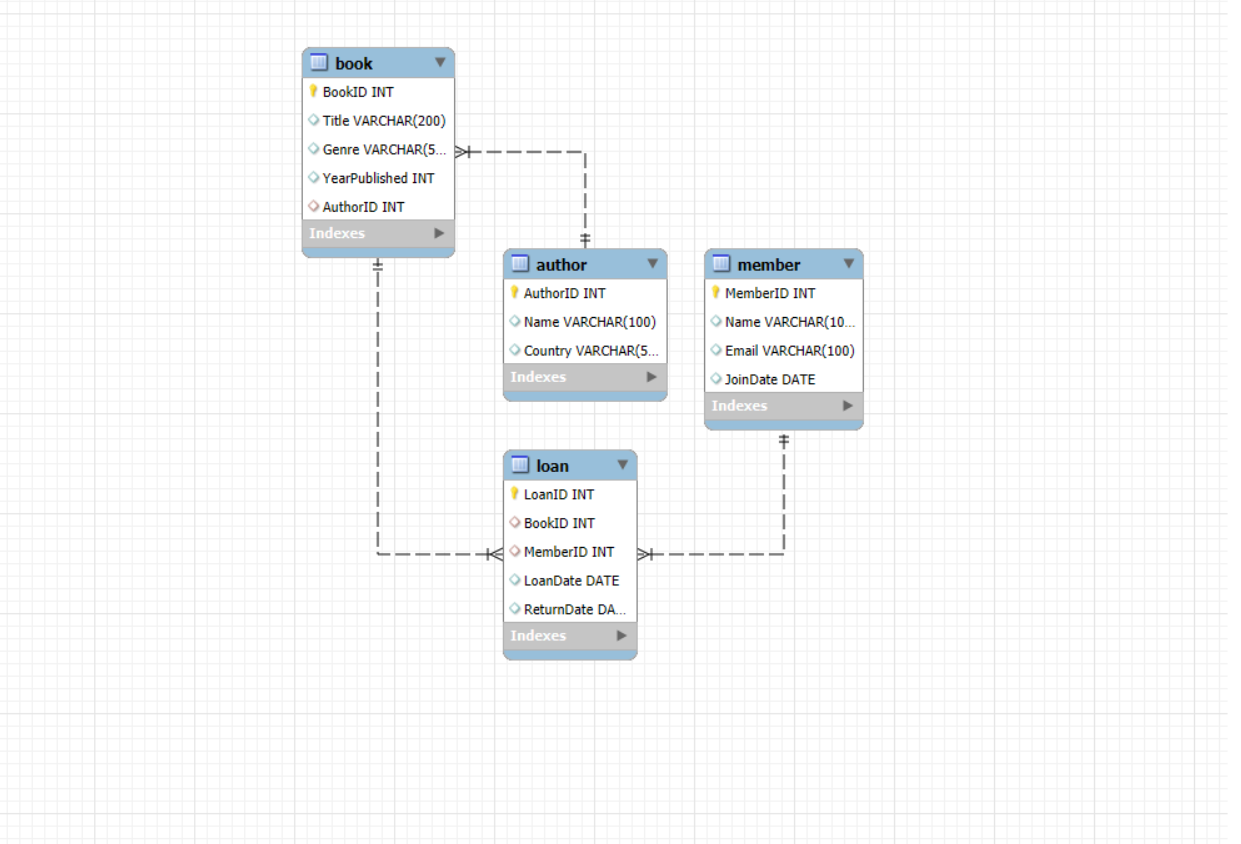 book
BookID INT
Title VARCHAR(200)
Genre VARCHAR(5...
YearPublished INT
AuthorID INT
Indexes
author
AuthorID INT
Name VARCHAR(100)
Country VARCHAR(5...
Indexes
member
MemberID INT
Name VARCHAR(10...
Email VARCHAR(100)
JoinDate DATE
Indexes
loan
LoanID INT
BookID INT
MemberID INT
LoanDate DATE
ReturnDate DA...
Indexes